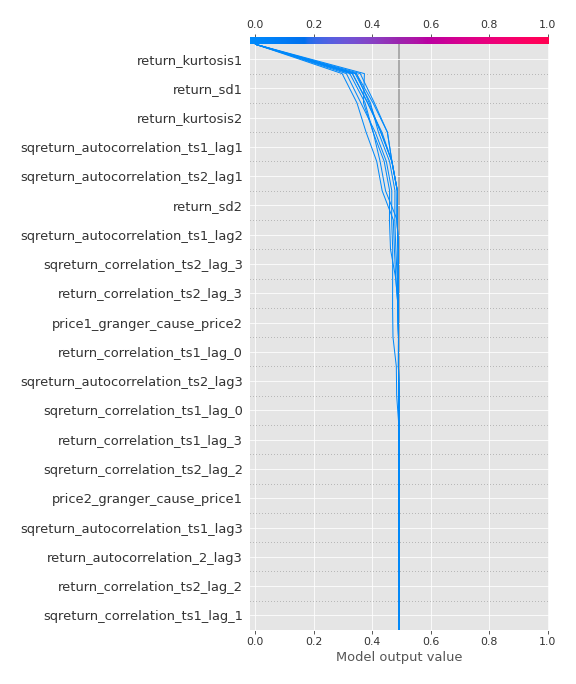 0.0 0.2 0.4 0.6 0.8 1.0
return_kurtosis1
return_sd1
return_kurtosis2
sqreturn_autocorrelation_ts1_lag1
sqreturn_autocorrelation_ts2_lag1
return_sd2
sqreturn_autocorrelation_ts1_lag2
sqreturn_correlation_ts2_lag_3
return_correlation_ts2_lag_3
price1_granger_cause_price2
return_correlation_ts1_lag_0
sqreturn_autocorrelation_ts2_lag3
sqreturn_correlation_ts1_lag_0
return_correlation_ts1_lag_3
sqreturn_correlation_ts2_lag_2
price2_granger_cause_price1
sqreturn_autocorrelation_ts1_lag3
return_autocorrelation_2_lag3
return_correlation_ts2_lag_2
sqreturn_correlation_ts1_lag_1
0.0 0.2 0.4 0.6 0.8 1.0
Model output value